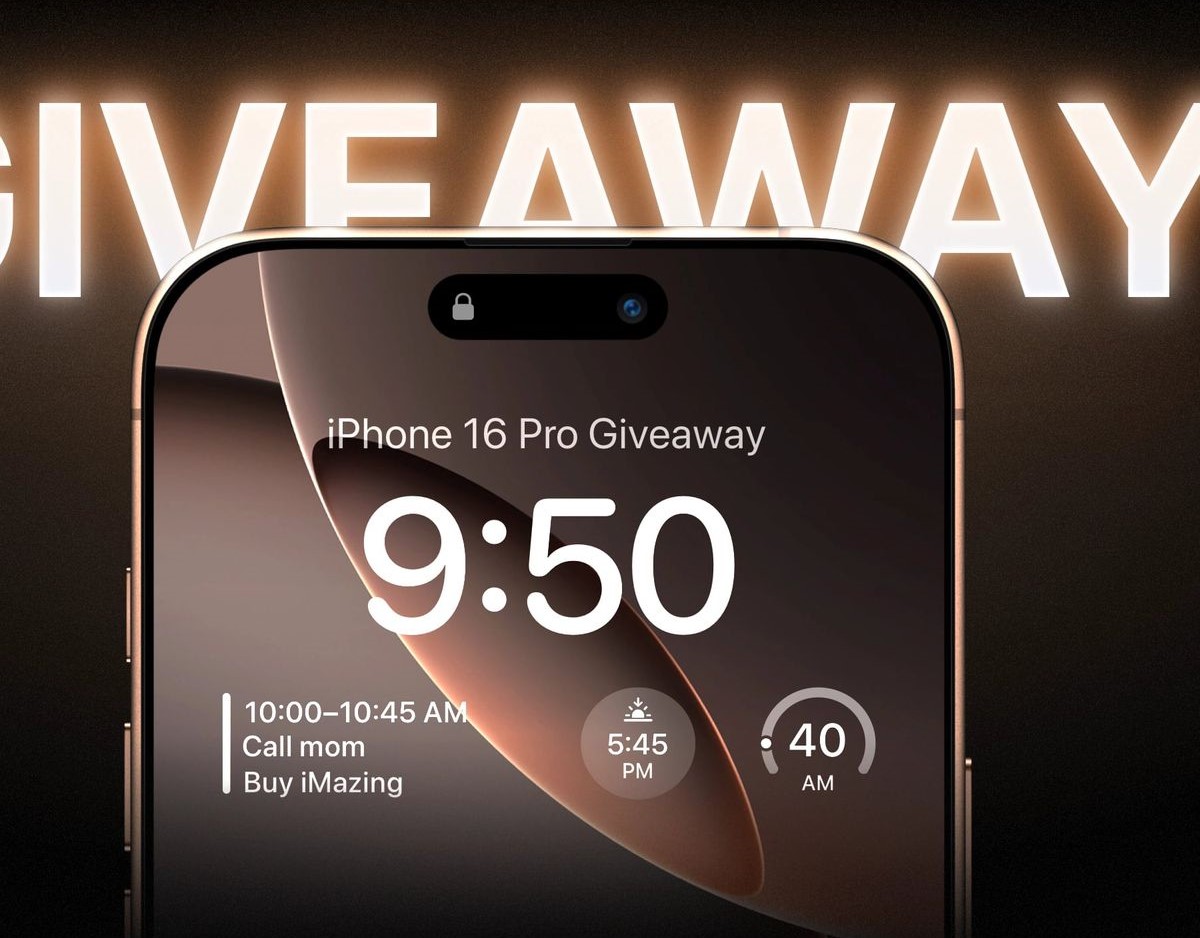 GIVEAWAY
iPhone 16 Pro Giveaway
9:50
10:00–10:45 AM
Call mom
Buy iMazing
5:45
PM
40
AM